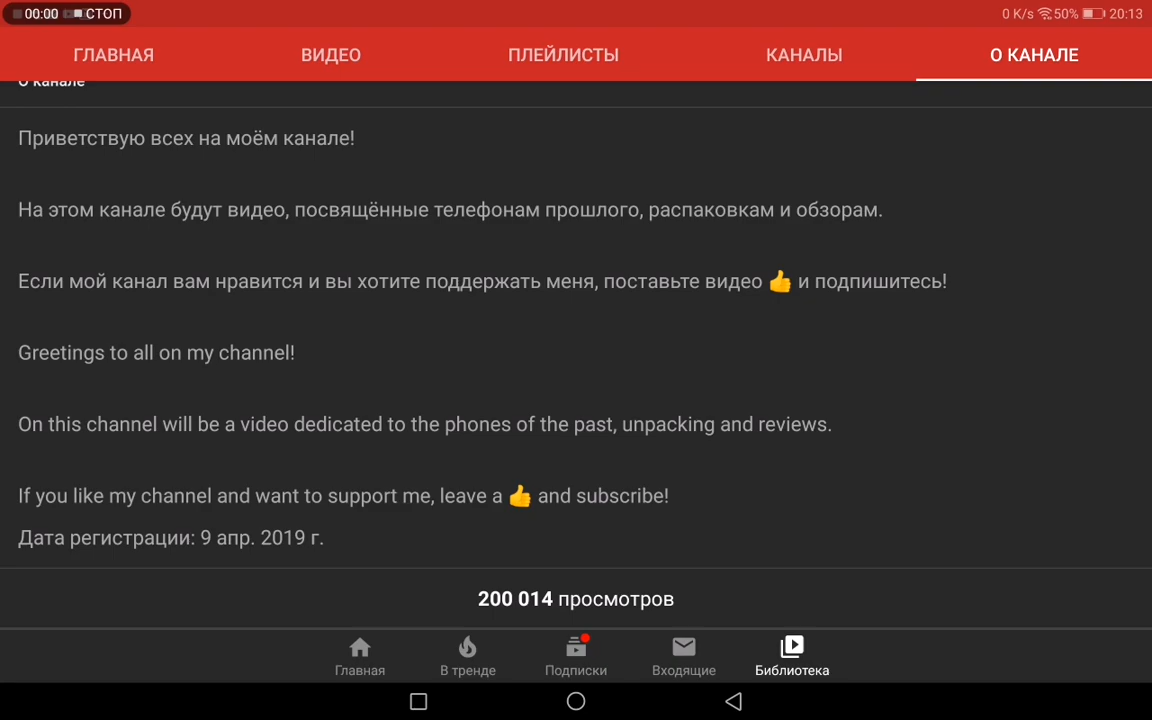 00:00 СТОП 0 K/s 50% 20:13
ГЛАВНАЯ ВИДЕО ПЛЕЙЛИСТЫ КАНАЛЫ О КАНАЛЕ
О канале
Приветствую всех на моём канале!
На этом канале будут видео, посвящённые телефонам прошлого, распаковкам и обзорам.
Если мой канал вам нравится и вы хотите поддержать меня, поставьте видео 👍 и подпишитесь!
Greetings to all on my channel!
On this channel will be a video dedicated to the phones of the past, unpacking and reviews.
If you like my channel and want to support me, leave a 👍 and subscribe!
Дата регистрации: 9 апр. 2019 г.
200 014 просмотров
Главная В тренде Подписки Входящие Библиотека